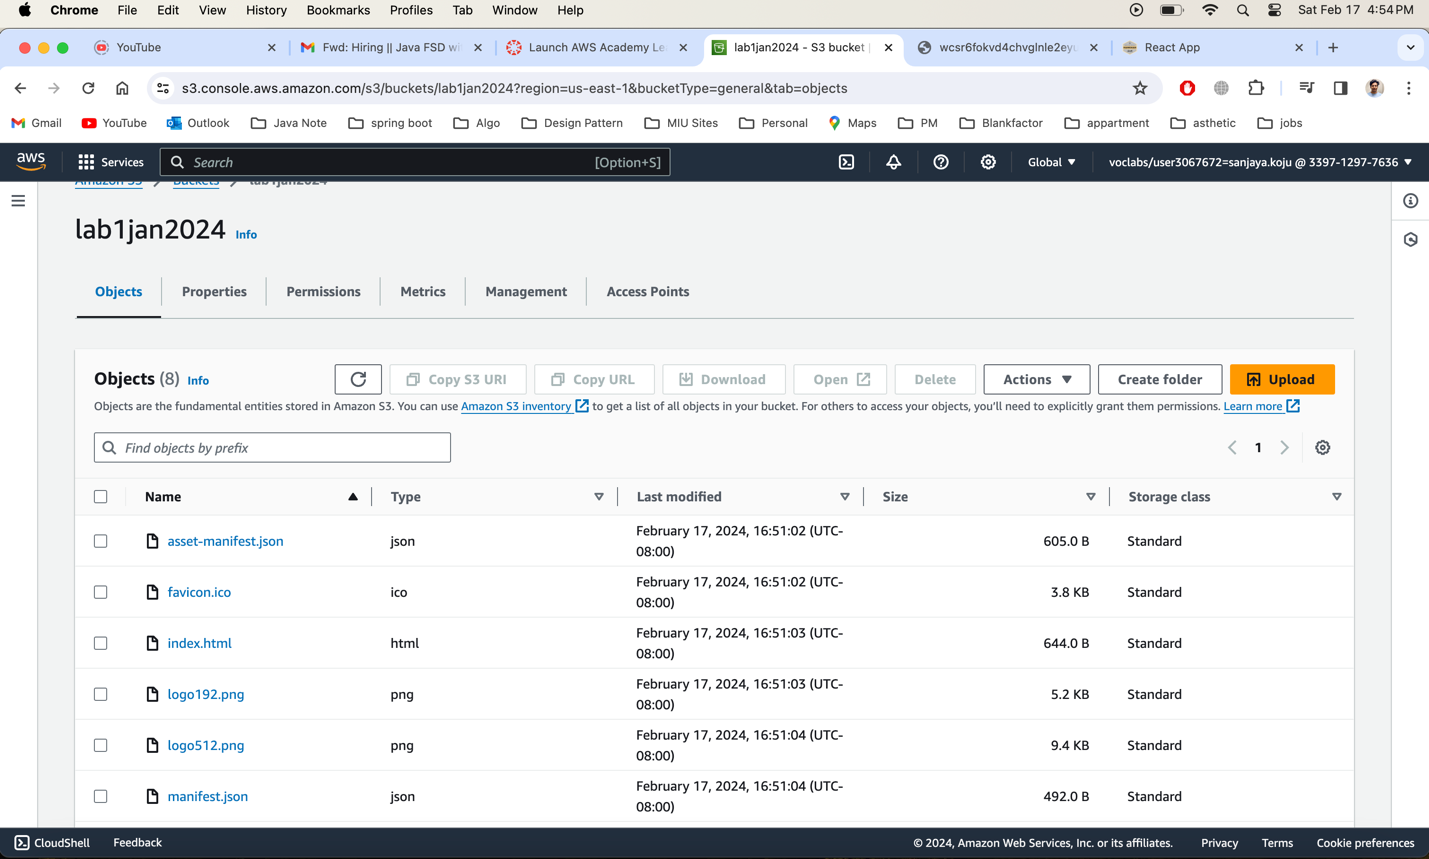 Chrome File Edit View History Bookmarks Profiles Tab Window Help Sat Feb 17 4:54 PM
YouTube Fwd: Hiring || Java FSD wi Launch AWS Academy Le lab1jan2024 - S3 bucket | wcsr6fokvd4chvglnle2eyu React App
s3.console.aws.amazon.com/s3/buckets/lab1jan2024?region=us-east-1&bucketType=general&tab=objects
Gmail YouTube Outlook Java Note spring boot Algo Design Pattern MIU Sites Personal Maps PM Blankfactor appartment asthetic jobs
aws Services Search [Option+S] Global voclabs/user3067672=sanjaya.koju @ 3397-1297-7636
Amazon S3 Buckets lab1jan2024
lab1jan2024 Info
Objects Properties Permissions Metrics Management Access Points
Objects (8) Info Copy S3 URI Copy URL Download Open Delete Actions Create folder Upload
Objects are the fundamental entities stored in Amazon S3. You can use Amazon S3 inventory to get a list of all objects in your bucket. For others to access your objects, you'll need to explicitly grant them permissions. Learn more
Find objects by prefix 1
Name Type Last modified Size Storage class
asset-manifest.json json February 17, 2024, 16:51:02 (UTC-08:00) 605.0 B Standard
favicon.ico ico February 17, 2024, 16:51:02 (UTC-08:00) 3.8 KB Standard
index.html html February 17, 2024, 16:51:03 (UTC-08:00) 644.0 B Standard
logo192.png png February 17, 2024, 16:51:03 (UTC-08:00) 5.2 KB Standard
logo512.png png February 17, 2024, 16:51:04 (UTC-08:00) 9.4 KB Standard
manifest.json json February 17, 2024, 16:51:04 (UTC-08:00) 492.0 B Standard
CloudShell Feedback © 2024, Amazon Web Services, Inc. or its affiliates. Privacy Terms Cookie preferences